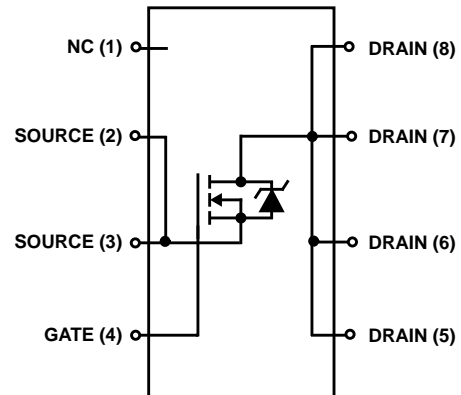 NC (1)
DRAIN (8)
SOURCE (2)
DRAIN (7)
SOURCE (3)
DRAIN (6)
GATE (4)
DRAIN (5)